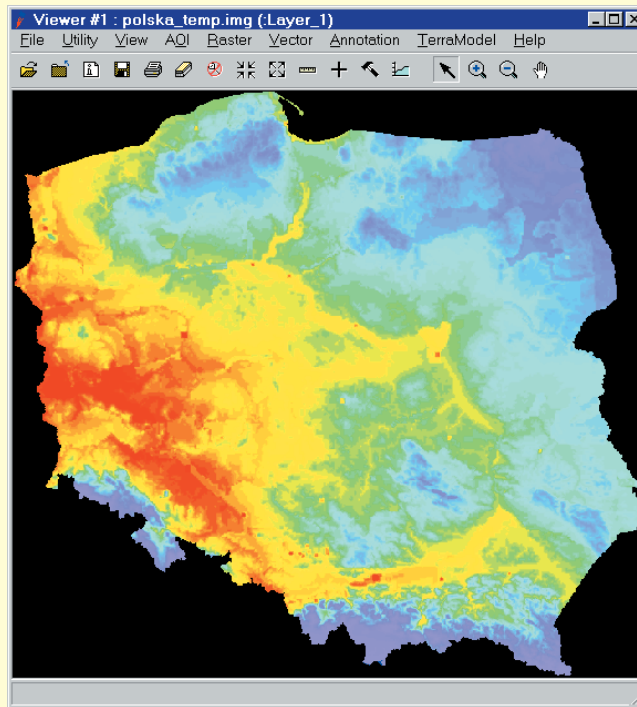 Viewer #1 : polska_temp.img (:Layer_1)
File Utility View AOI Raster Vector Annotation TerraModel Help